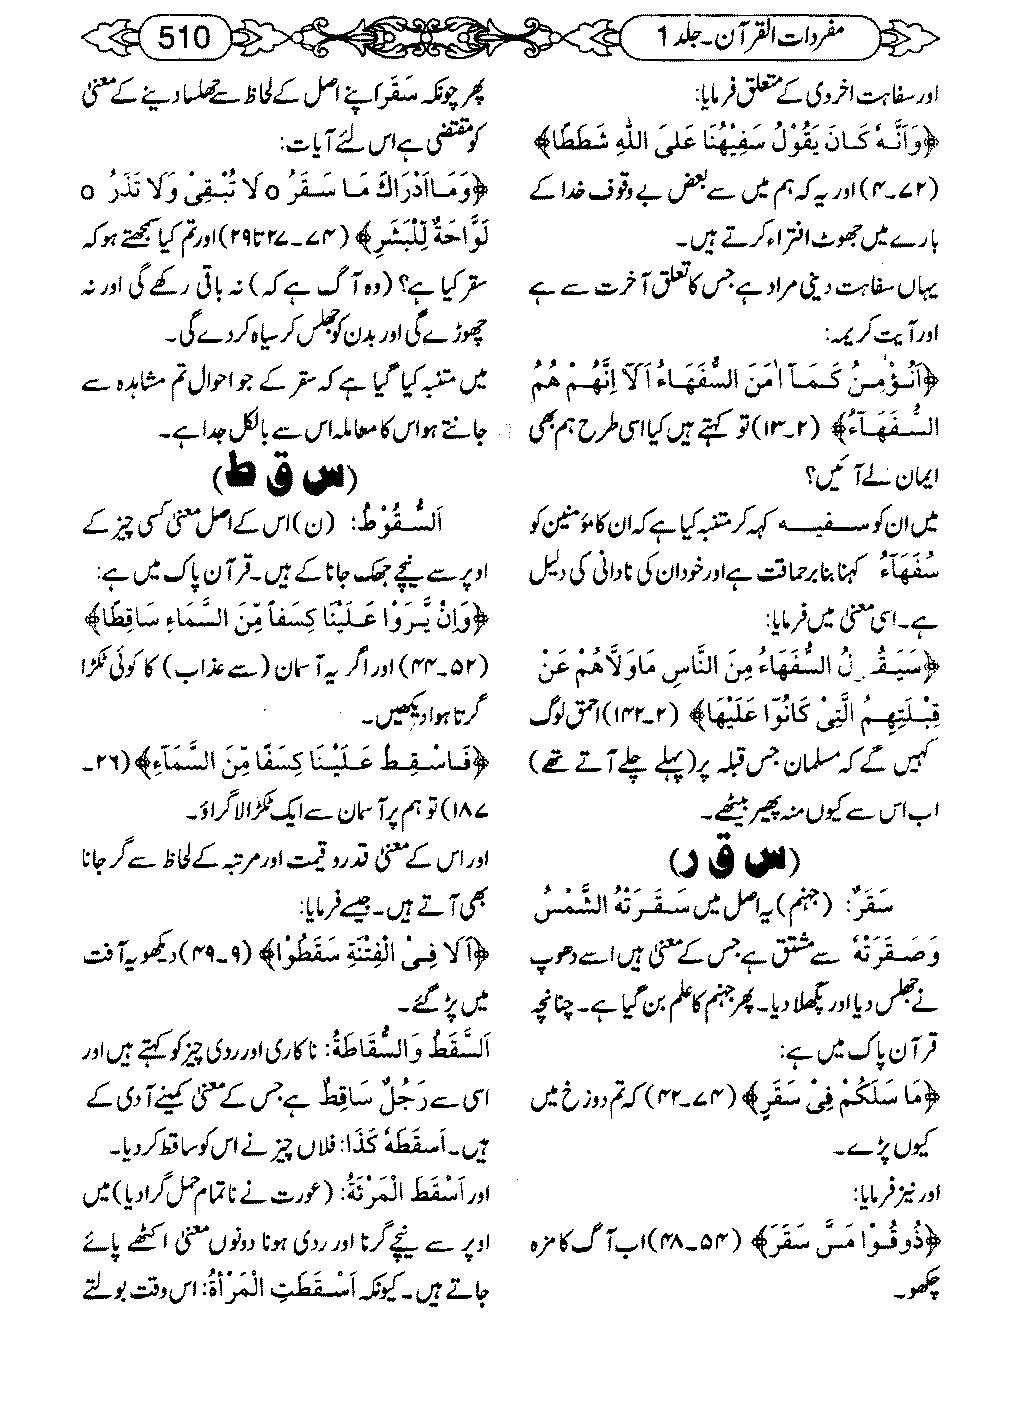 مفردات القرآن۔جلد 1
510
اور سفاہت اخروی کے متعلق فرمایا:
﴿وَاَنَّهٗ كَانَ يَقُوْلُ سَفِيْهُنَا عَلَى اللّٰهِ شَطَطًا﴾
(۷۲۔۴) اور یہ کہ ہم میں سے بعض بے وقوف خدا کے
بارے میں جھوٹ افتراء کرتے ہیں۔
یہاں سفاہت دینی مراد ہے جس کا تعلق آخرت سے ہے
اور آیت کریمہ:
﴿اَنُؤْمِنُ كَمَآ اٰمَنَ السُّفَهَاءُ اَلَآ اِنَّهُمْ هُمُ
السُّفَهَآءُ﴾ (۲۔۱۳) تو کہتے ہیں کیا اسی طرح ہم بھی
ایمان لے آئیں؟
میں ان کو سفیہ کہہ کر متنبہ کیا ہے کہ ان کا مؤمنین کو
سُفَهَآءُ کہنا بنا بر حماقت ہے اور خود ان کی نادانی کی دلیل
ہے۔ اسی معنی میں فرمایا:
﴿سَيَقُوْلُ السُّفَهَاءُ مِنَ النَّاسِ مَاوَلَّاهُمْ عَنْ
قِبْلَتِهِمُ الَّتِيْ كَانُوْا عَلَيْهَا﴾ (۲۔۱۴۲) احمق لوگ
کہیں گے کہ مسلمان جس قبلہ پر (پہلے چلے آتے تھے)
اب اس سے کیوں منہ پھیر بیٹھے۔
(س ق ر)
سَقَرٌ: (جہنم) یہ اصل میں سَقَرَتْهُ الشَّمْسُ
وَصَقَرَتْهُ سے مشتق ہے جس کے معنی ہیں اسے دھوپ
نے جھلس دیا اور پگھلا دیا۔ پھر جہنم کا علم بن گیا ہے۔ چنانچہ
قرآن پاک میں ہے:
﴿مَا سَلَكَكُمْ فِيْ سَقَرَ﴾ (۷۴۔۴۲) کہ تم دوزخ میں
کیوں پڑے۔
اور نیز فرمایا:
﴿ذُوقُوْا مَسَّ سَقَرَ﴾ (۵۴۔۴۸) اب آگ کا مزہ
چکھو۔
پھر چونکہ سَقَرَ اپنے اصل کے لحاظ سے جھلسا دینے کے معنی
کو مقتضی ہے اس لئے آیات:
﴿وَمَا اَدْرَاكَ مَا سَقَرُ ٥ لَا تُبْقِيْ وَلَا تَذَرُ ٥
لَوَّاحَةٌ لِّلْبَشَرِ﴾ (۷۴۔۲۷ تا ۲۹) اور تم کیا سمجھتے ہو کہ
سقر کیا ہے؟ (وہ آگ ہے کہ) نہ باقی رکھے گی اور نہ
چھوڑے گی اور بدن کو جھلس کر سیاہ کر دے گی۔
میں متنبہ کیا گیا ہے کہ سقر کے جو احوال تم مشاہدہ سے
جانتے ہو اس کا معاملہ اس سے بالکل جدا ہے۔
(س ق ط)
اَلسُّقُوْطُ: (ن) اس کے اصل معنی کسی چیز کے
اوپر سے نیچے جھک جانا کے ہیں۔ قرآن پاک میں ہے:
﴿وَاِنْ يَّرَوْا عَلَيْنَا كِسَفاً مِّنَ السَّمَاءِ سَاقِطًا﴾
(۵۲۔۴۴) اور اگر یہ آسمان (سے عذاب) کا کوئی ٹکڑا
گرتا ہوا دیکھیں۔
﴿فَاسْقِطْ عَلَيْنَا كِسَفًا مِّنَ السَّمَآءِ﴾ (۲۶۔
۱۸۷) تو ہم پر آسمان سے ایک ٹکڑا لا گراؤ۔
اور اس کے معنی قدر و قیمت اور مرتبہ کے لحاظ سے گر جانا
بھی آتے ہیں۔ جیسے فرمایا:
﴿اَلَا فِيْ الْفِتْنَةِ سَقَطُوْا﴾ (۹۔۴۹) دیکھو یہ آفت
میں پڑ گئے۔
اَلسَّقَطُ وَالسُّقَاطَةُ: ناکاری اور ردی چیز کو کہتے ہیں اور
اسی سے رَجُلٌ سَاقِطٌ ہے جس کے معنی کمینے آدمی کے
ہیں۔ اَسْقَطَهٗ كَذَا: فلاں چیز نے اس کو ساقط کر دیا۔
اور اَسْقَطَ الْمَرْئَةُ: (عورت نے ناتمام حمل گرا دیا) میں
اوپر سے نیچے گرنا اور ردی ہونا دونوں معنی اکٹھے پائے
جاتے ہیں۔ کیونکہ اَسْقَطَتِ الْمَرْأَةُ: اس وقت بولتے